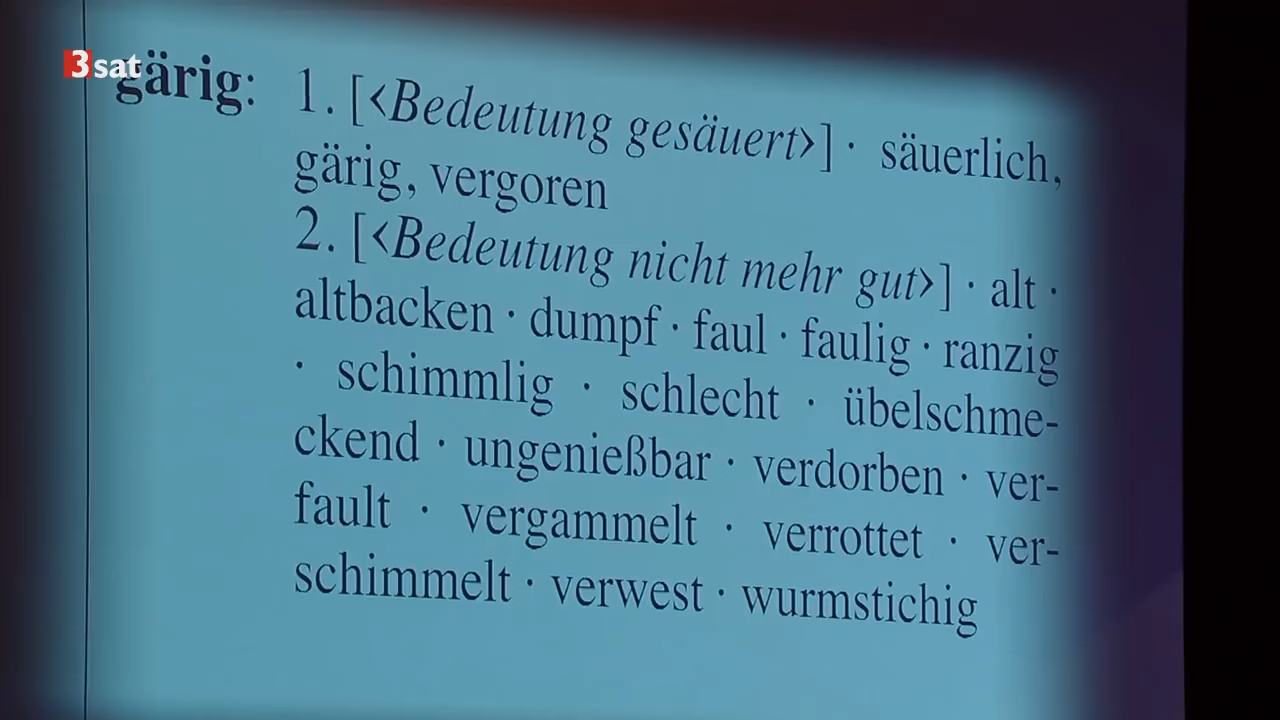 3sat
gärig: 1. [‹Bedeutung gesäuert›] · säuerlich,
gärig, vergoren
2. [‹Bedeutung nicht mehr gut›] · alt ·
altbacken · dumpf · faul · faulig · ranzig
· schimmlig · schlecht · übelschme-
ckend · ungenießbar · verdorben · ver-
fault · vergammelt · verrottet · ver-
schimmelt · verwest · wurmstichig